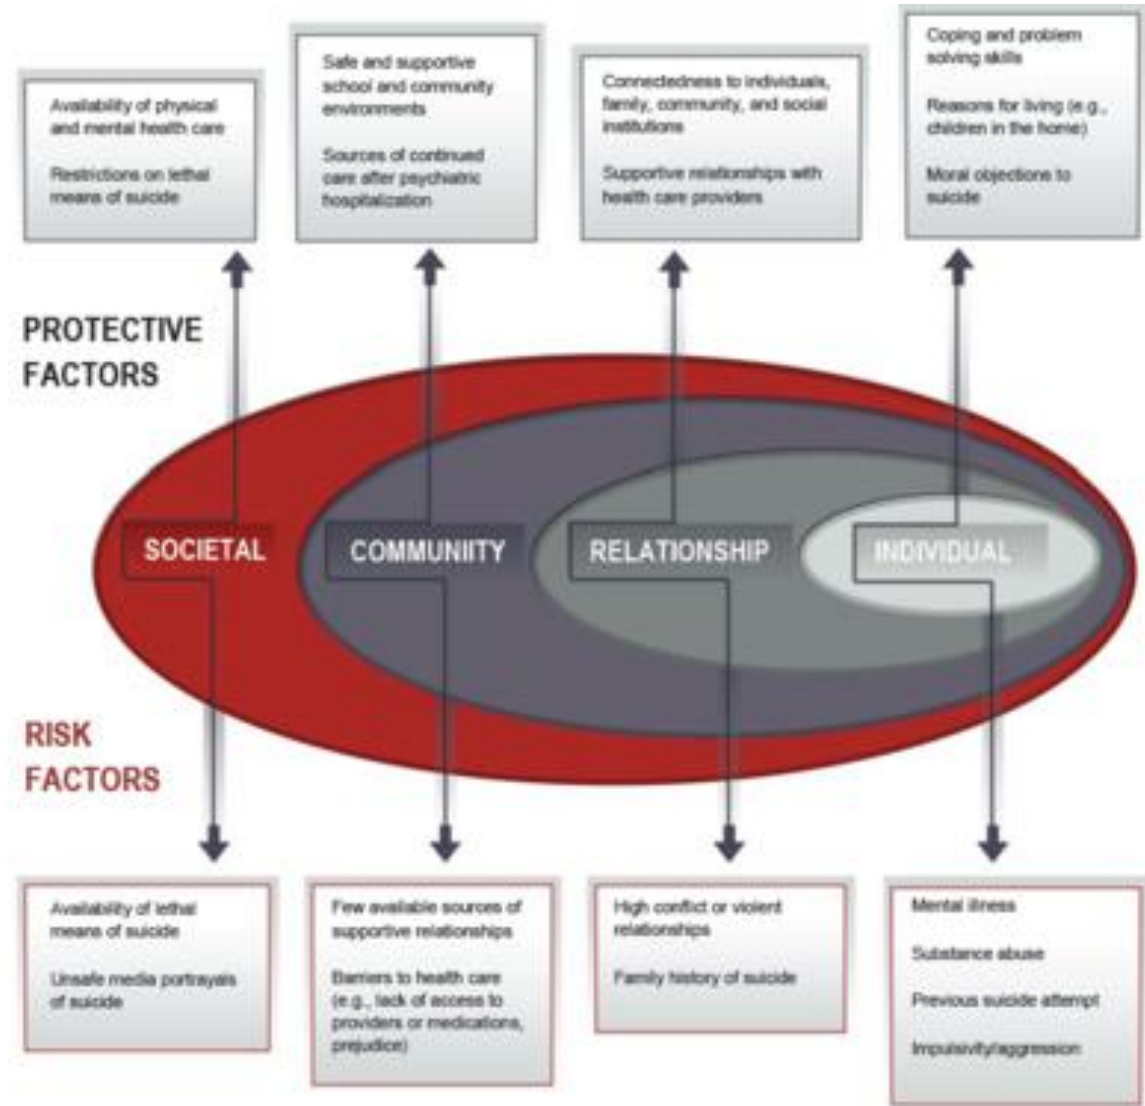 Availability of physical
and mental health care
Restrictions on lethal
means of suicide
Safe and supportive
school and community
environments
Sources of continued
care after psychiatric
hospitalization
Connectedness to individuals,
family, community, and social
institutions
Supportive relationships with
health care providers
Coping and problem
solving skills
Reasons for living (e.g.,
children in the home)
Moral objections to
suicide
PROTECTIVE
FACTORS
SOCIETAL
COMMUNIITY
RELATIONSHIP
INDIVIDUAL
RISK
FACTORS
Availability of lethal
means of suicide
Unsafe media portrayals
of suicide
Few available sources of
supportive relationships
Barriers to health care
(e.g., lack of access to
providers or medications,
prejudice)
High conflict or violent
relationships
Family history of suicide
Mental illness
Substance abuse
Previous suicide attempt
Impulsivity/aggression